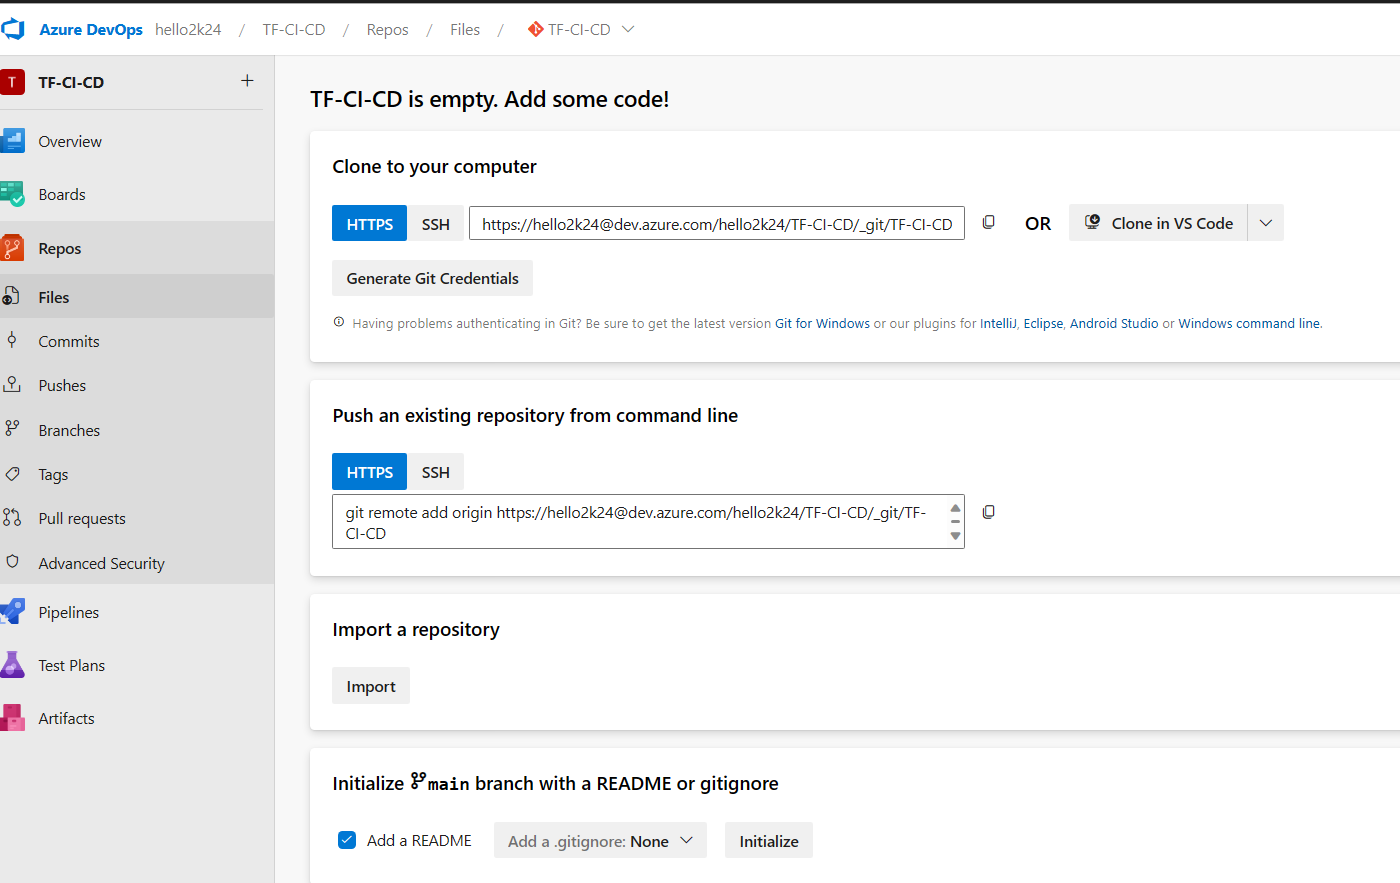 Azure DevOps hello2k24 / TF-CI-CD / Repos / Files / TF-CI-CD
T TF-CI-CD +
Overview
Boards
Repos
Files
Commits
Pushes
Branches
Tags
Pull requests
Advanced Security
Pipelines
Test Plans
Artifacts
TF-CI-CD is empty. Add some code!
Clone to your computer
HTTPS SSH https://hello2k24@dev.azure.com/hello2k24/TF-CI-CD/_git/TF-CI-CD OR Clone in VS Code
Generate Git Credentials
Having problems authenticating in Git? Be sure to get the latest version Git for Windows or our plugins for IntelliJ, Eclipse, Android Studio or Windows command line.
Push an existing repository from command line
HTTPS SSH
git remote add origin https://hello2k24@dev.azure.com/hello2k24/TF-CI-CD/_git/TF-
CI-CD
Import a repository
Import
Initialize main branch with a README or gitignore
Add a README Add a .gitignore: None Initialize